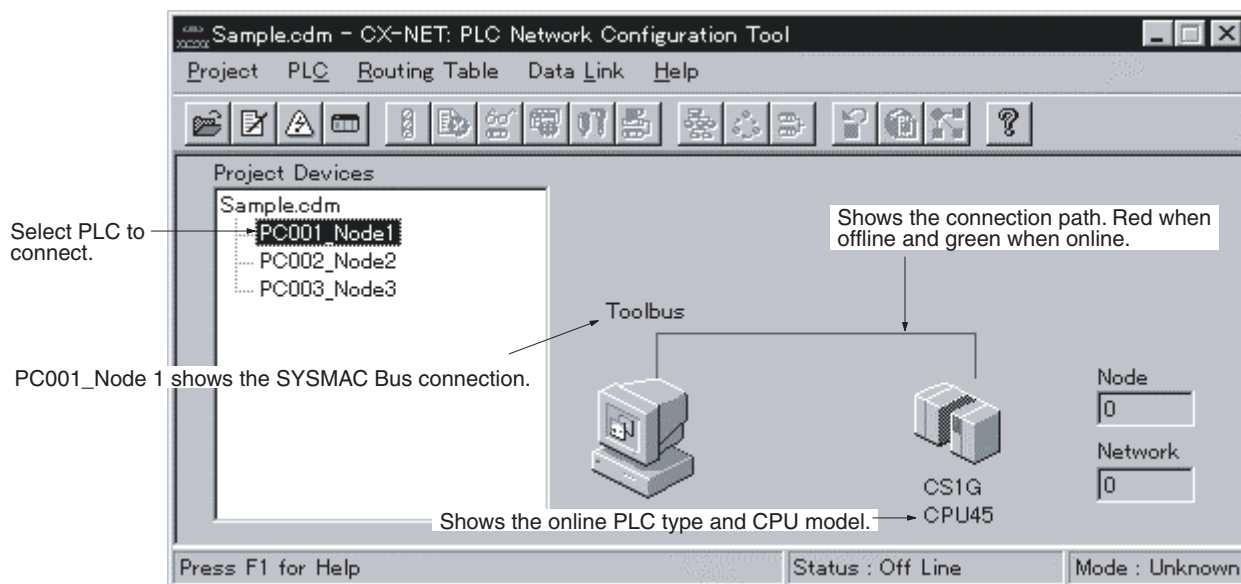 Sample.cdm - CX-NET: PLC Network Configuration Tool
Project PLC Routing Table Data Link Help
Project Devices
Sample.cdm
PC001_Node1
PC002_Node2
PC003_Node3
Select PLC to
connect.
Shows the connection path. Red when
offline and green when online.
Toolbus
PC001_Node 1 shows the SYSMAC Bus connection.
Node
0
Network
0
CS1G
CPU45
Shows the online PLC type and CPU model.
Press F1 for Help
Status : Off Line
Mode : Unknown